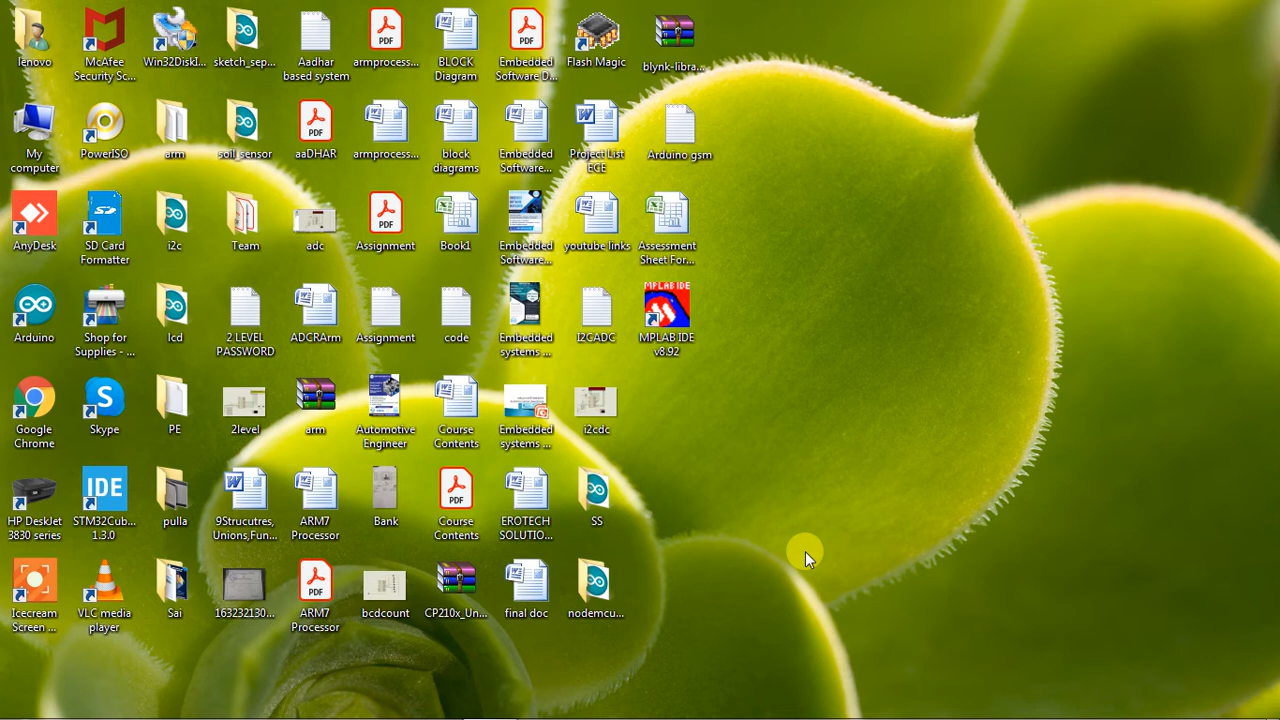 lenovo
McAfee
Security Sc...
Win32DiskI...
sketch_sep...
Aadhar
based system
armprocess...
BLOCK
Diagram
Embedded
Software D...
Flash Magic
blynk-libra...
My
computer
PowerISO
arm
soil_sensor
aaDHAR
armprocess...
block
diagrams
Embedded
Software...
Project List
ECE
Arduino gsm
AnyDesk
SD Card
Formatter
i2c
Team
adc
Assignment
Book1
Embedded
Software...
youtube links
Assessment
Sheet For...
Arduino
Shop for
Supplies - ...
lcd
2 LEVEL
PASSWORD
ADCRArm
Assignment
code
Embedded
systems ...
I2CADC
MPLAB IDE
MPLAB IDE
v8.92
Google
Chrome
Skype
PE
2level
arm
Automotive
Engineer
Course
Contents
Embedded
systems ...
i2cdc
HP DeskJet
3830 series
IDE
STM32Cub...
1.3.0
pulla
9Strucutres,
Unions,Fun...
ARM7
Processor
Bank
Course
Contents
EROTECH
SOLUTIO...
SS
Icecream
Screen ...
VLC media
player
Sai
163232130...
ARM7
Processor
bcdcount
CP210x_Un...
final doc
nodemcu...